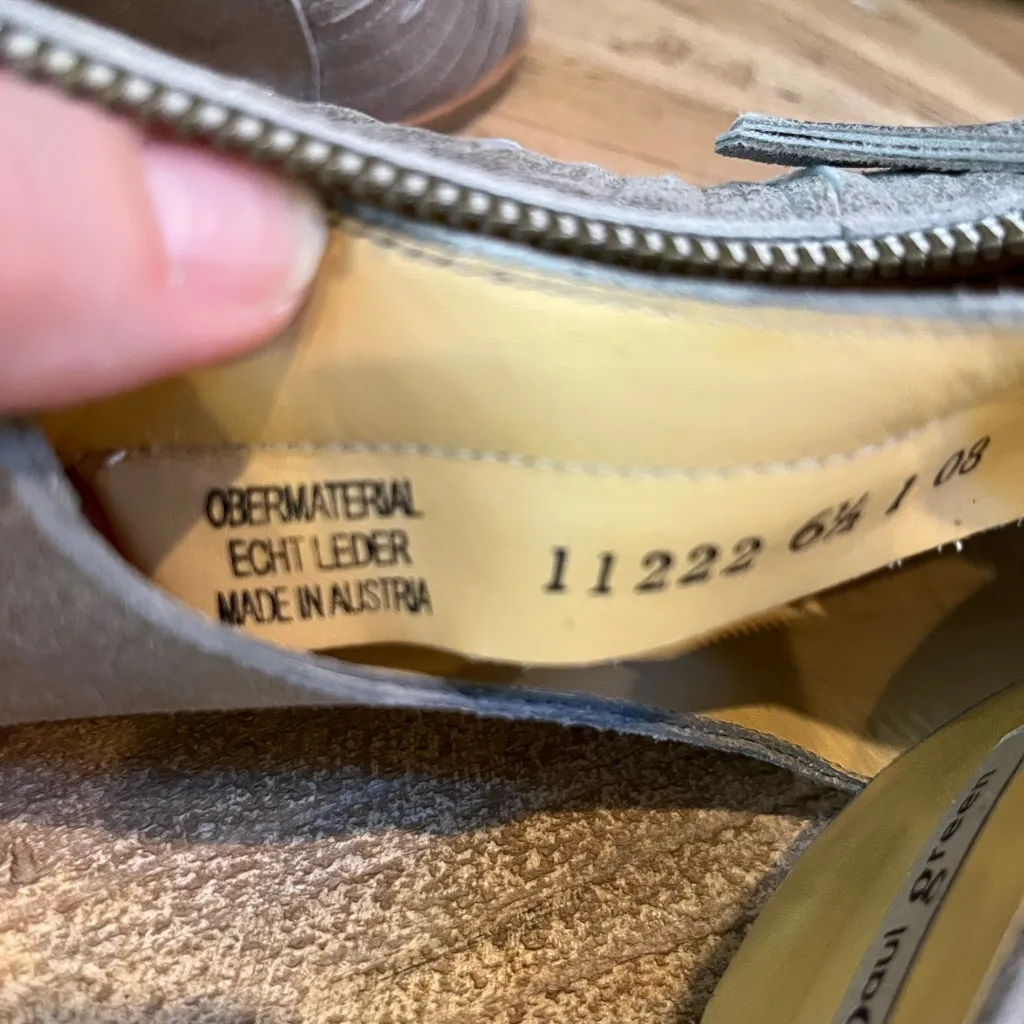 OBERMATERIAL
ECHT LEDER
MADE IN AUSTRIA
11222 6½ 1 08
paul green